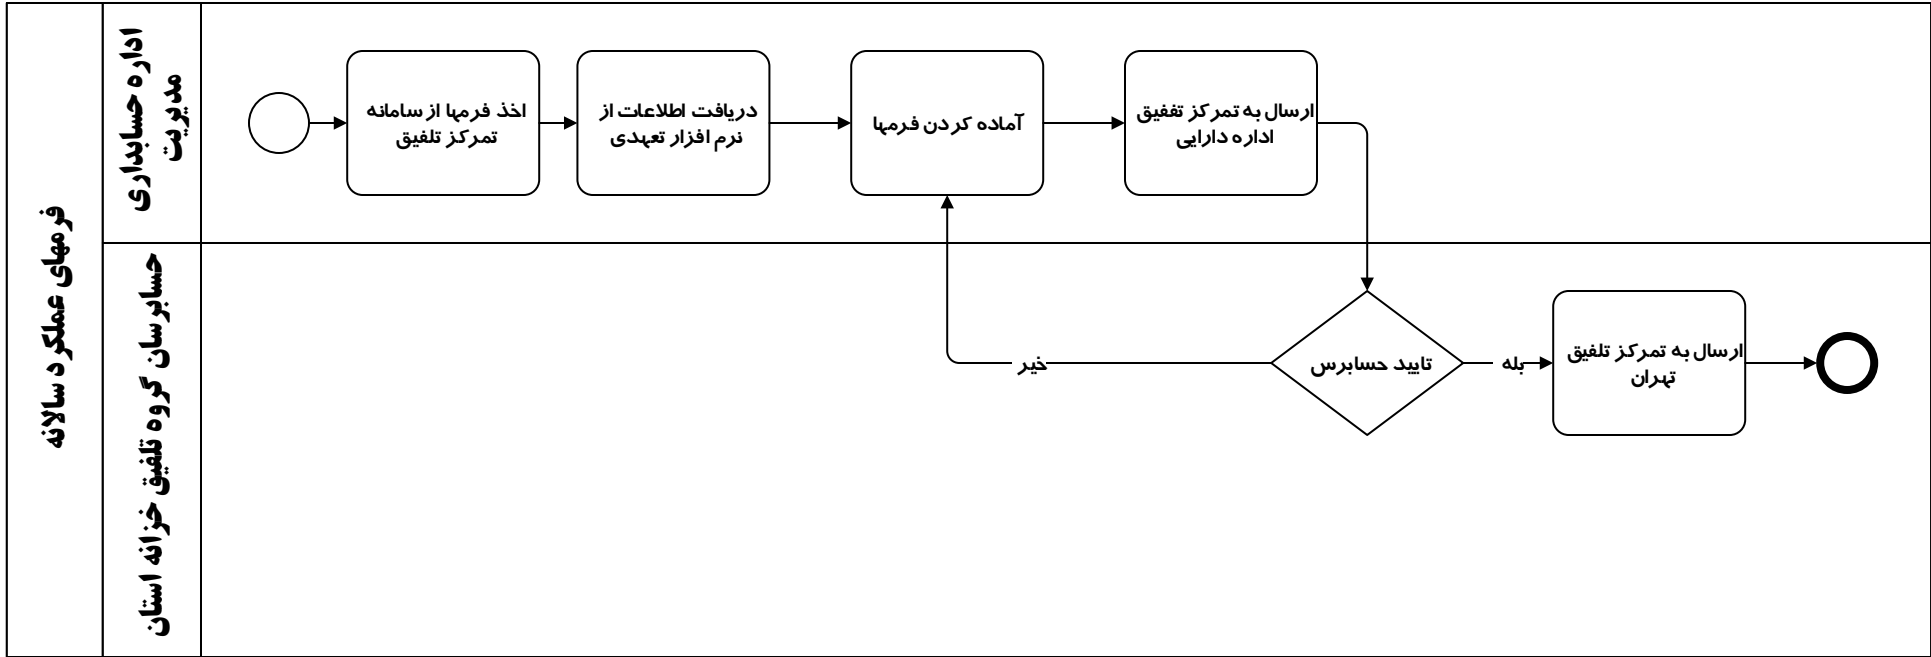 فرمهای عملکرد سالانه
اداره حسابداری
مدیریت
اخذ فرمها از سامانه
تمرکز تلفیق
دریافت اطلاعات از
نرم افزار تعهدی
آماده کردن فرمها
ارسال به تمرکز تففیق
اداره دارایی
حسابرسان گروه تلفیق خزانه استان
تایید حسابرس
خیر
بله
ارسال به تمرکز تلفیق
تهران